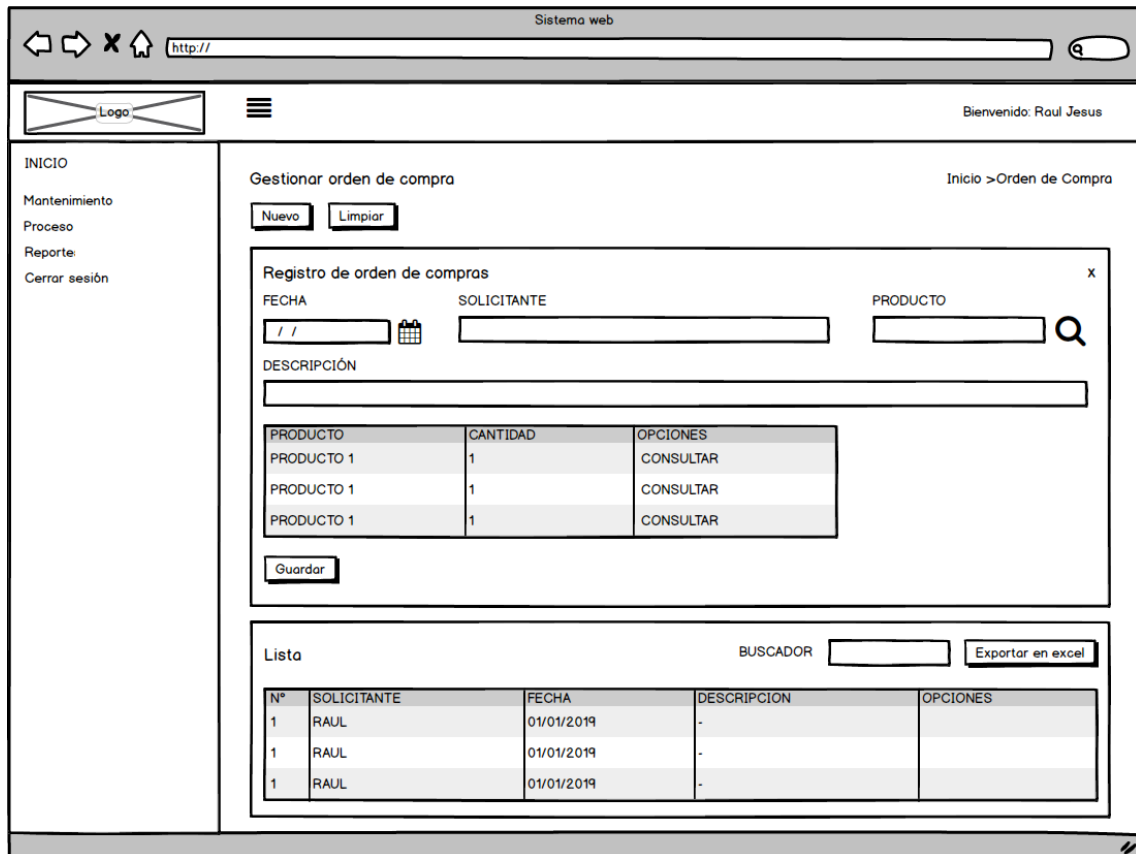 Sistema web
http://
Logo
Bienvenido: Raul Jesus
INICIO
Mantenimiento
Proceso
Reporte
Cerrar sesión
Gestionar orden de compra
Inicio >Orden de Compra
Nuevo Limpiar
Registro de orden de compras x
FECHA SOLICITANTE PRODUCTO
/ /
DESCRIPCIÓN
PRODUCTO CANTIDAD OPCIONES
PRODUCTO 1 1 CONSULTAR
PRODUCTO 1 1 CONSULTAR
PRODUCTO 1 1 CONSULTAR
Guardar
Lista BUSCADOR Exportar en excel
Nº SOLICITANTE FECHA DESCRIPCION OPCIONES
1 RAUL 01/01/2019 -
1 RAUL 01/01/2019 -
1 RAUL 01/01/2019 -